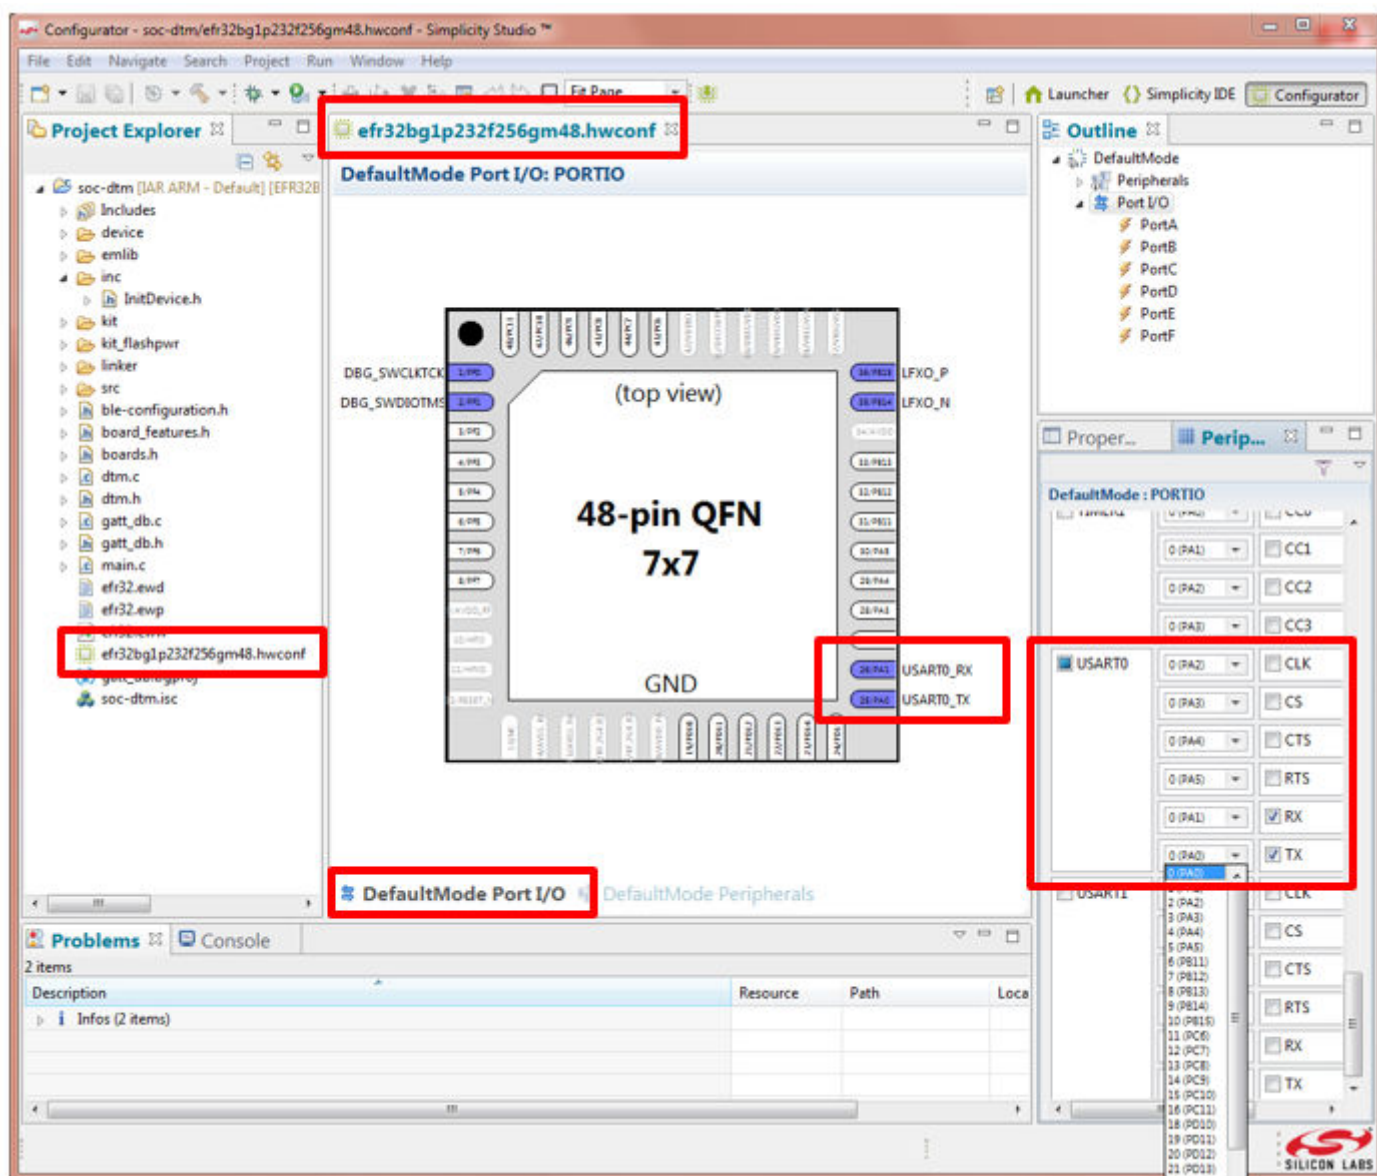 Configurator - soc-dtm/efr32bg1p232f256gm48.hwconf - Simplicity Studio ™
File Edit Navigate Search Project Run Window Help
Fit Page
Launcher {} Simplicity IDE Configurator
Project Explorer
soc-dtm [IAR ARM - Default] [EFR32B
Includes
device
emlib
inc
InitDevice.h
kit
kit_flashpwr
linker
src
ble-configuration.h
board_features.h
boards.h
dtm.c
dtm.h
gatt_db.c
gatt_db.h
main.c
efr32.ewd
efr32.ewp
efr32bg1p232f256gm48.hwconf
soc-dtm.isc
efr32bg1p232f256gm48.hwconf
DefaultMode Port I/O: PORTIO
DBG_SWCLKTCK
DBG_SWDIOTMS
LFXO_P
LFXO_N
(top view)
48-pin QFN
7x7
GND
USART0_RX
USART0_TX
DefaultMode Port I/O
DefaultMode Peripherals
Outline
DefaultMode
Peripherals
Port I/O
PortA
PortB
PortC
PortD
PortE
PortF
Proper...
Perip...
DefaultMode : PORTIO
0 (PA1) CC1
0 (PA2) CC2
0 (PA3) CC3
USART0 0 (PA2) CLK
0 (PA3) CS
0 (PA4) CTS
0 (PA5) RTS
0 (PA1) RX
0 (PA0) TX
0 (PA0)
USART1 CLK
2 (PA2)
3 (PA3)
4 (PA4) CS
5 (PA5)
6 (PB11)
7 (PB12) CTS
8 (PB13)
9 (PB14) RTS
10 (PB15)
11 (PC6)
12 (PC7) RX
13 (PC8)
14 (PC9) TX
15 (PC10)
16 (PC11)
18 (PD10)
19 (PD11)
20 (PD12)
21 (PD13)
Problems
Console
2 items
Description Resource Path Loca
i Infos (2 items)
SILICON LABS